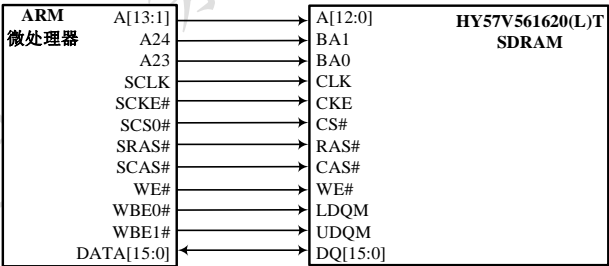 ARM
微处理器
A[13:1]
A24
A23
SCLK
SCKE#
SCS0#
SRAS#
SCAS#
WE#
WBE0#
WBE1#
DATA[15:0]
A[12:0]
BA1
BA0
CLK
CKE
CS#
RAS#
CAS#
WE#
LDQM
UDQM
DQ[15:0]
HY57V561620(L)T
SDRAM